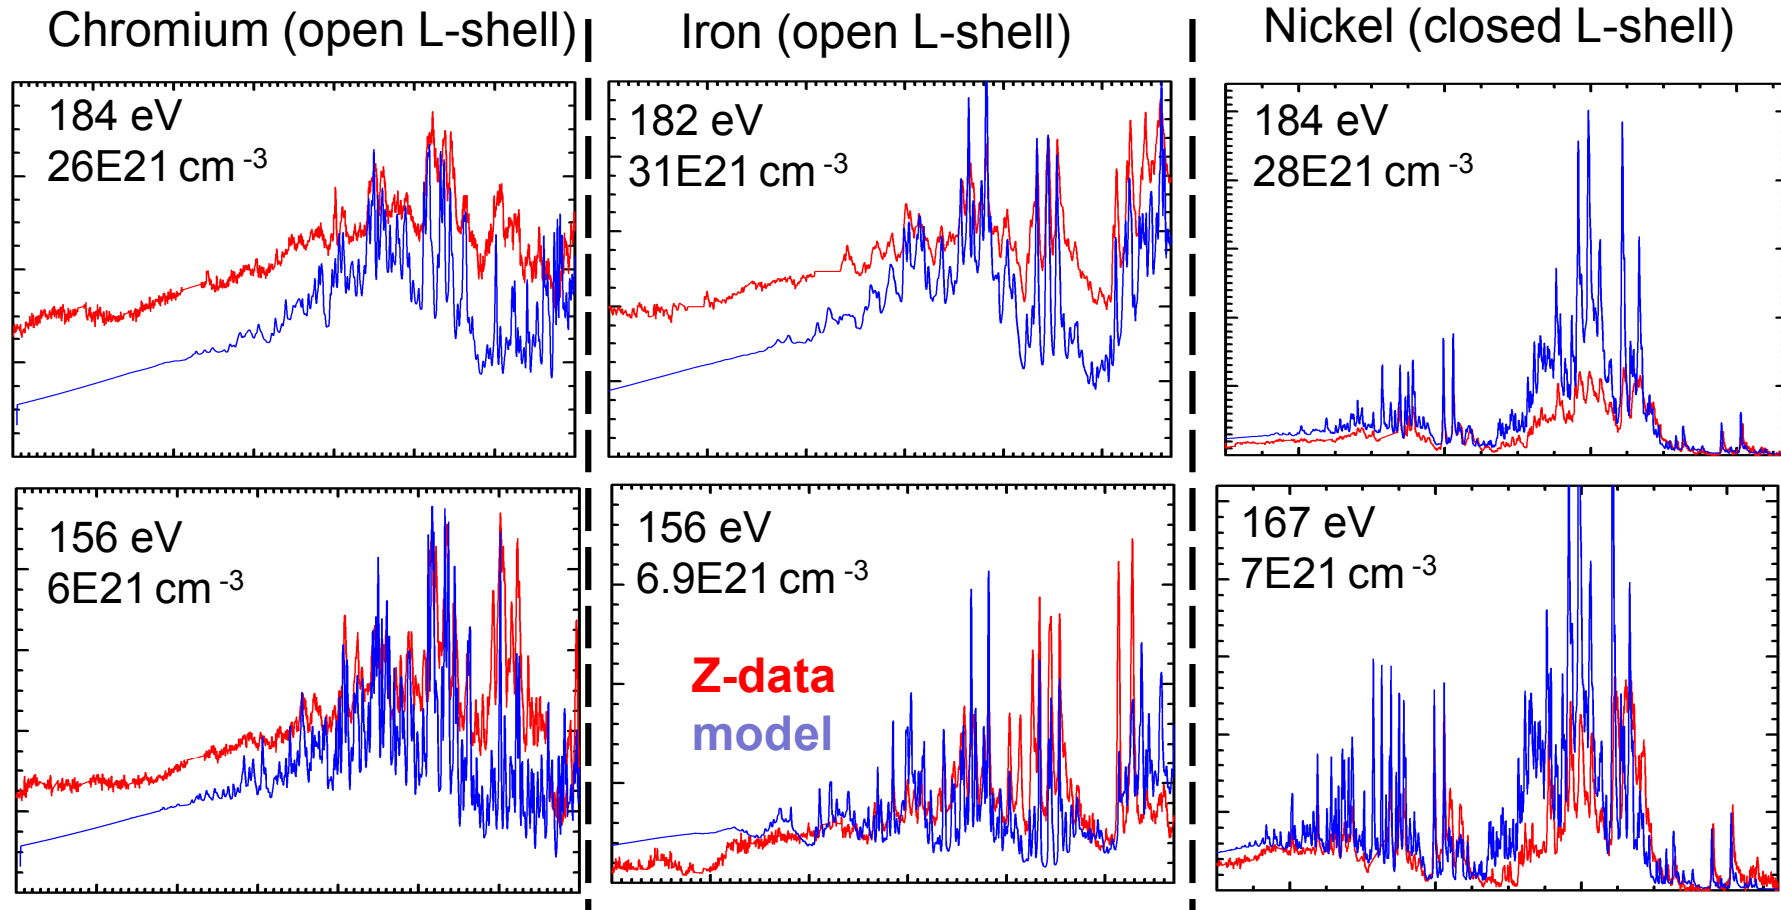 Chromium (open L-shell)
Iron (open L-shell)
Nickel (closed L-shell)
184 eV
26E21 cm -3
182 eV
31E21 cm -3
184 eV
28E21 cm -3
156 eV
6E21 cm -3
156 eV
6.9E21 cm -3
Z-data
model
167 eV
7E21 cm -3